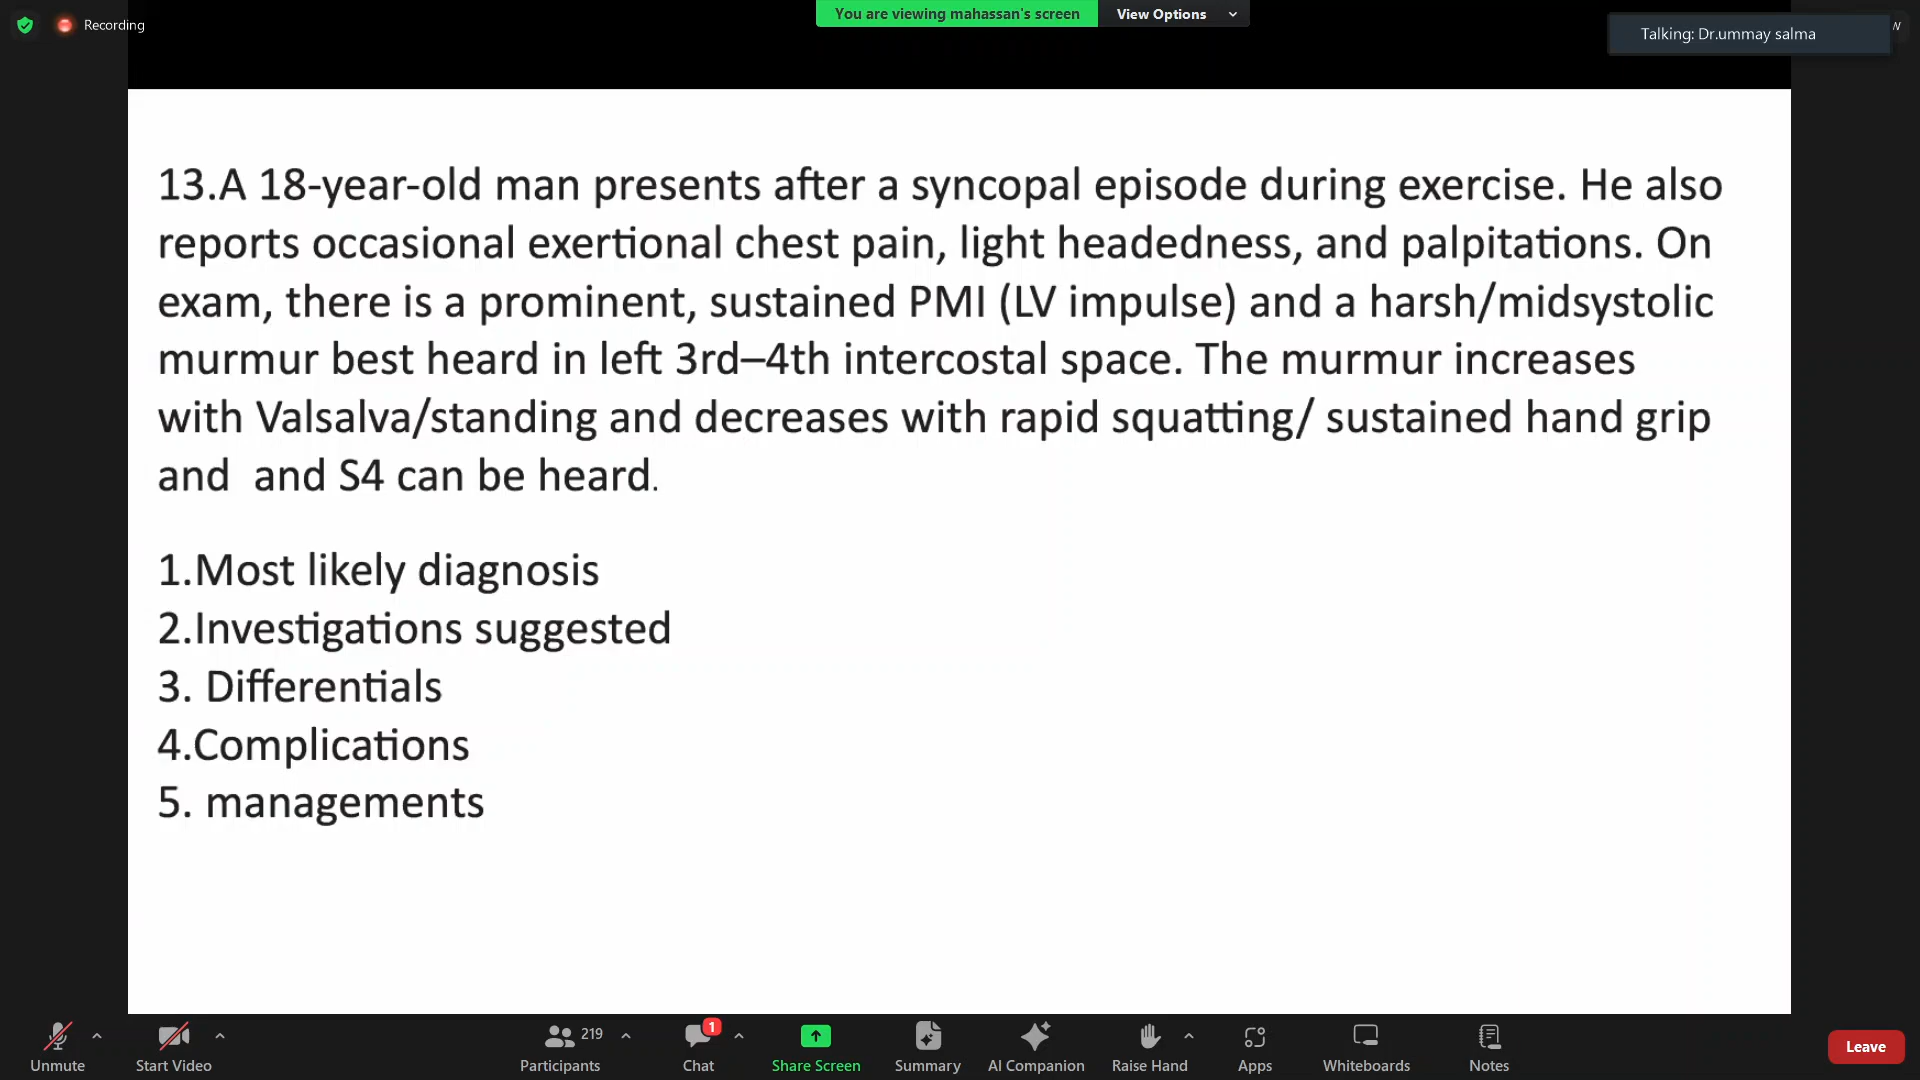 Recording
You are viewing mahassan's screen
View Options
Talking: Dr.ummay salma
13.A 18-year-old man presents after a syncopal episode during exercise. He also
reports occasional exertional chest pain, light headedness, and palpitations. On
exam, there is a prominent, sustained PMI (LV impulse) and a harsh/midsystolic
murmur best heard in left 3rd–4th intercostal space. The murmur increases
with Valsalva/standing and decreases with rapid squatting/ sustained hand grip
and  and S4 can be heard.
1.Most likely diagnosis
2.Investigations suggested
3. Differentials
4.Complications
5. managements
Unmute
Start Video
219
Participants
1
Chat
Share Screen
Summary
AI Companion
Raise Hand
Apps
Whiteboards
Notes
Leave